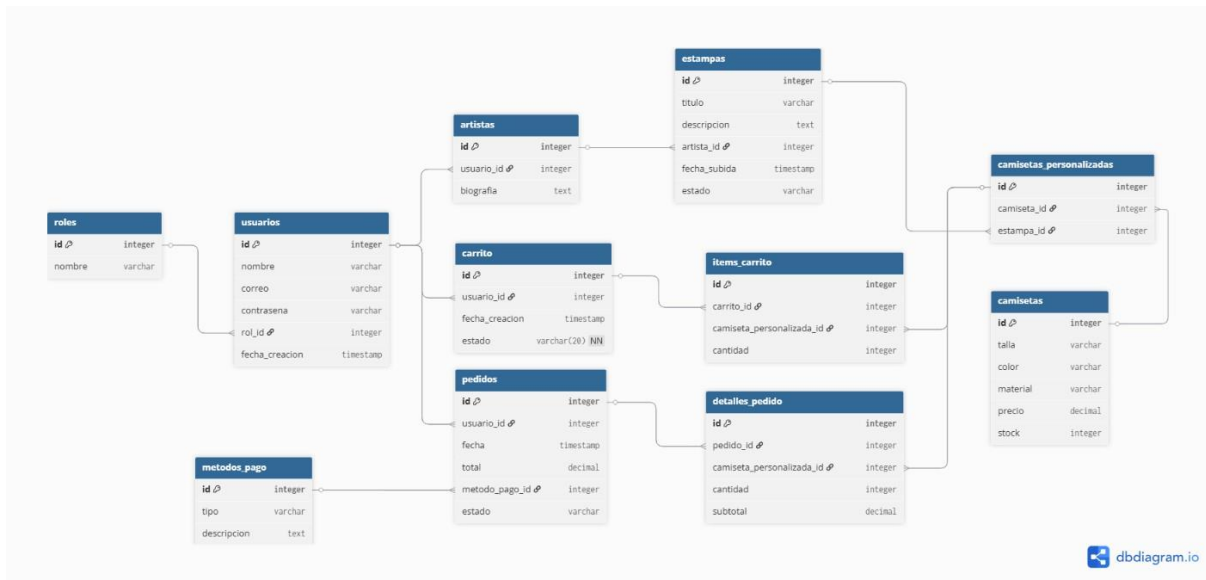 estampas
id integer
titulo varchar
descripcion text
artista_id integer
fecha_subida timestamp
estado varchar
artistas
id integer
usuario_id integer
biografia text
camisetas_personalizadas
id integer
camiseta_id integer
estampa_id integer
roles
id integer
nombre varchar
usuarios
id integer
nombre varchar
correo varchar
contrasena varchar
rol_id integer
fecha_creacion timestamp
carrito
id integer
usuario_id integer
fecha_creacion timestamp
estado varchar(20) NN
items_carrito
id integer
carrito_id integer
camiseta_personalizada_id integer
cantidad integer
camisetas
id integer
talla varchar
color varchar
material varchar
precio decimal
stock integer
pedidos
id integer
usuario_id integer
fecha timestamp
total decimal
metodo_pago_id integer
estado varchar
detalles_pedido
id integer
pedido_id integer
camiseta_personalizada_id integer
cantidad integer
subtotal decimal
metodos_pago
id integer
tipo varchar
descripcion text
dbdiagram.io